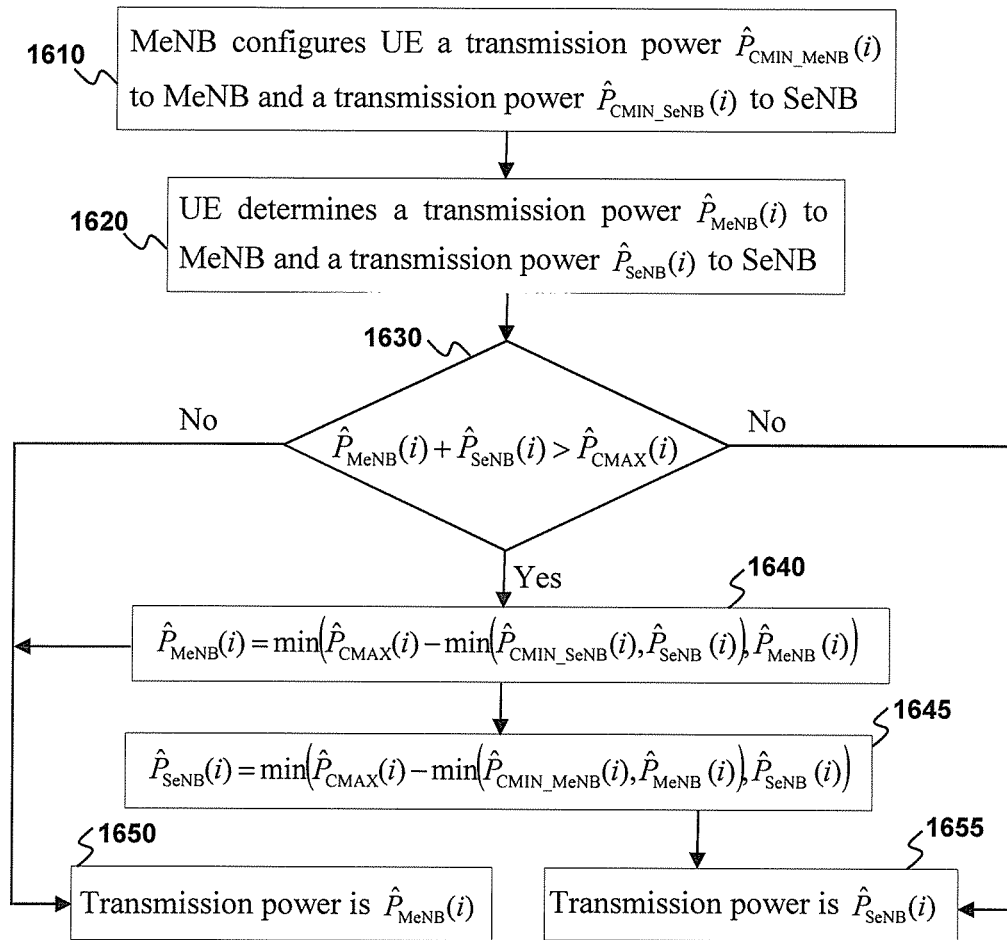 1610
MeNB configures UE a transmission power P̂_CMIN_MeNB(i)
to MeNB and a transmission power P̂_CMIN_SeNB(i) to SeNB
1620
UE determines a transmission power P̂_MeNB(i) to
MeNB and a transmission power P̂_SeNB(i) to SeNB
1630
No
No
P̂_MeNB(i) + P̂_SeNB(i) > P̂_CMAX(i)
Yes
1640
P̂_MeNB(i) = min(P̂_CMAX(i) − min(P̂_CMIN_SeNB(i), P̂_SeNB(i)), P̂_MeNB(i))
1645
P̂_SeNB(i) = min(P̂_CMAX(i) − min(P̂_CMIN_MeNB(i), P̂_MeNB(i)), P̂_SeNB(i))
1650
Transmission power is P̂_MeNB(i)
1655
Transmission power is P̂_SeNB(i)